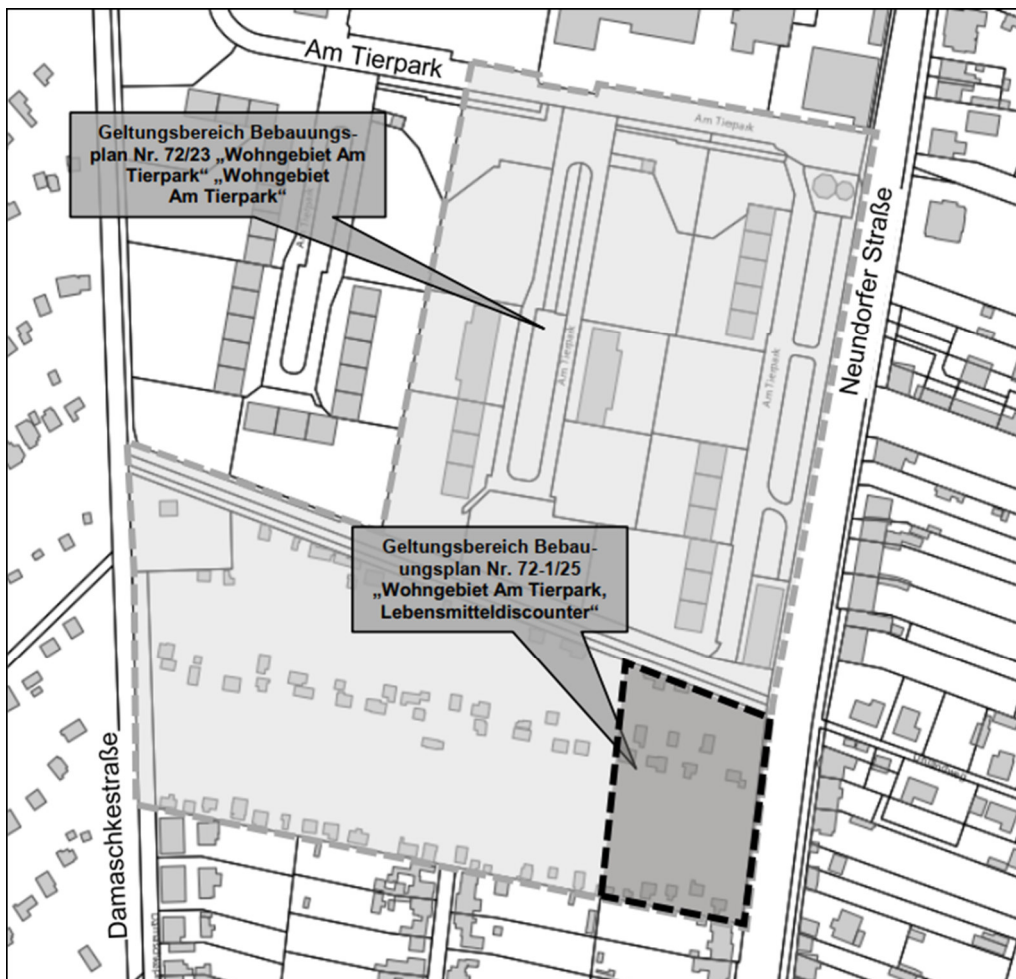 Am Tierpark
Am Tierpark
Geltungsbereich Bebauungs-
plan Nr. 72/23 „Wohngebiet Am
Tierpark“ „Wohngebiet
Am Tierpark“
Am Tierpark
Neundorfer Straße
Am Tierpark
Am Tierpark
Geltungsbereich Bebau-
ungsplan Nr. 72-1/25
„Wohngebiet Am Tierpark,
Lebensmitteldiscounter“
Damaschkestraße